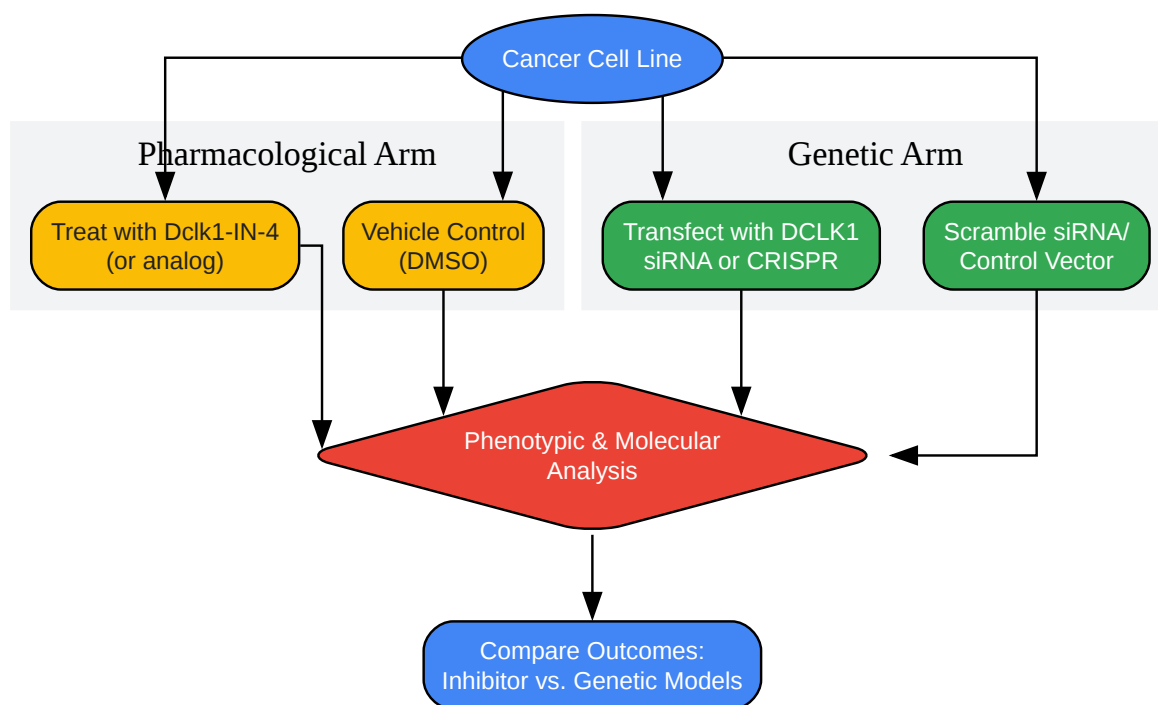 Cancer Cell Line
Pharmacological Arm
Genetic Arm
Treat with Dclk1-IN-4
(or analog)
Vehicle Control
(DMSO)
Transfect with DCLK1
siRNA or CRISPR
Scramble siRNA/
Control Vector
Phenotypic & Molecular
Analysis
Compare Outcomes:
Inhibitor vs. Genetic Models